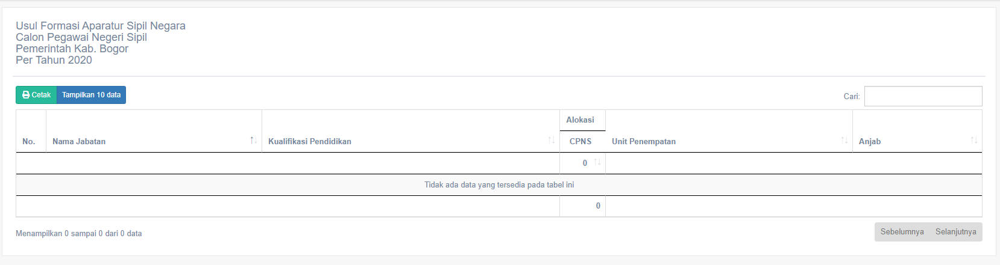 Usul Formasi Aparatur Sipil Negara
Calon Pegawai Negeri Sipil
Pemerintah Kab. Bogor
Per Tahun 2020
Cetak Tampilkan 10 data
Cari:
Alokasi
No. Nama Jabatan Kualifikasi Pendidikan CPNS Unit Penempatan Anjab
0
Tidak ada data yang tersedia pada tabel ini
0
Menampilkan 0 sampai 0 dari 0 data
Sebelumnya Selanjutnya